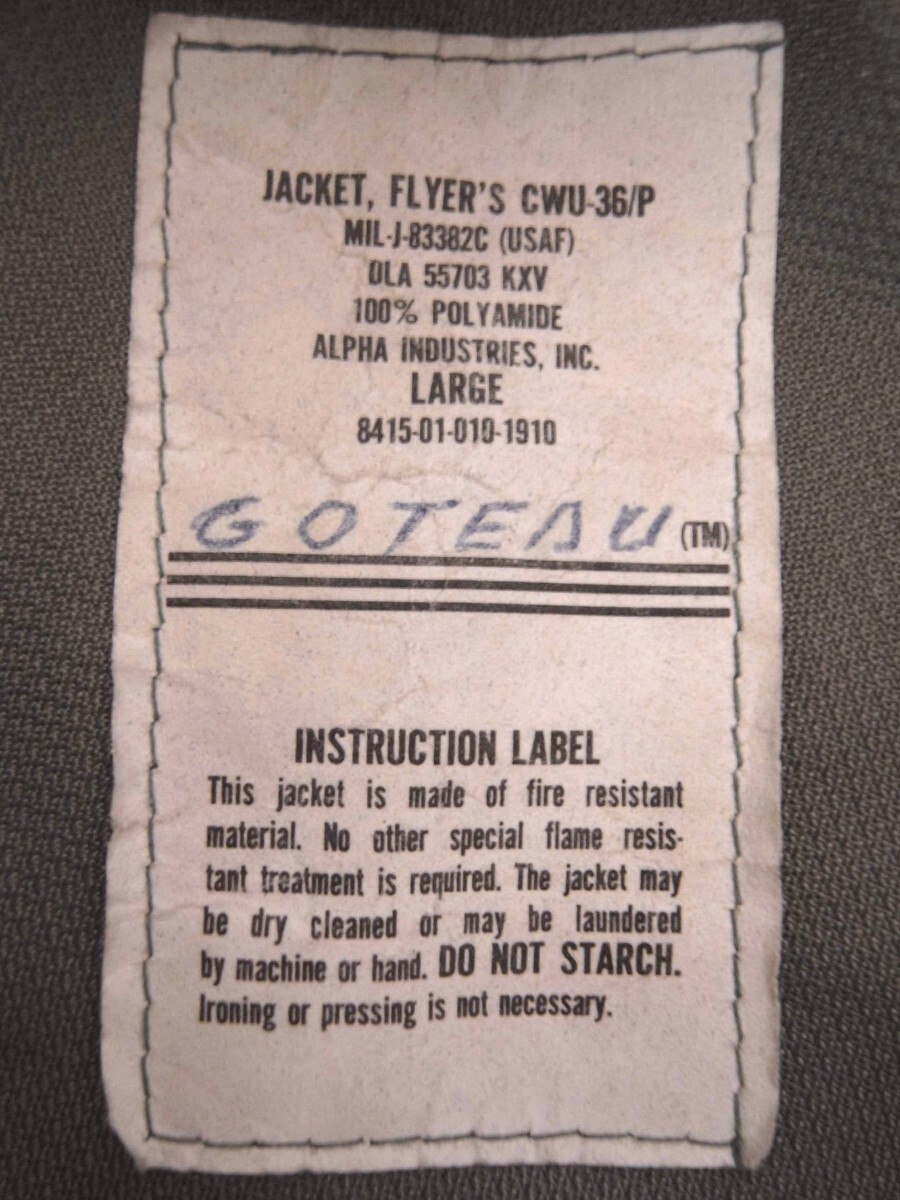 JACKET, FLYER'S CWU-36/P
MIL-J-83382C (USAF)
DLA 55703 KXV
100% POLYAMIDE
ALPHA INDUSTRIES, INC.
LARGE
8415-01-010-1910
GOTEAU (TM)
INSTRUCTION LABEL
This jacket is made of fire resistant
material. No other special flame resis-
tant treatment is required. The jacket may
be dry cleaned or may be laundered
by machine or hand. DO NOT STARCH.
Ironing or pressing is not necessary.